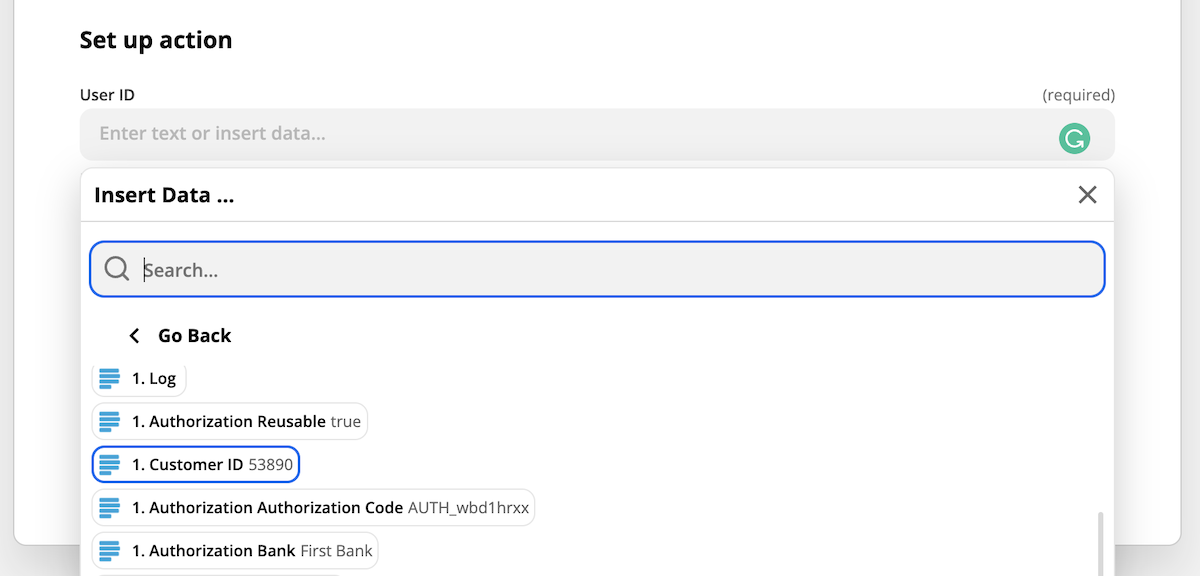 Set up action
User ID (required)
Enter text or insert data...
Insert Data ...
Search...
Go Back
1. Log
1. Authorization Reusable true
1. Customer ID 53890
1. Authorization Authorization Code AUTH_wbd1hrxx
1. Authorization Bank First Bank